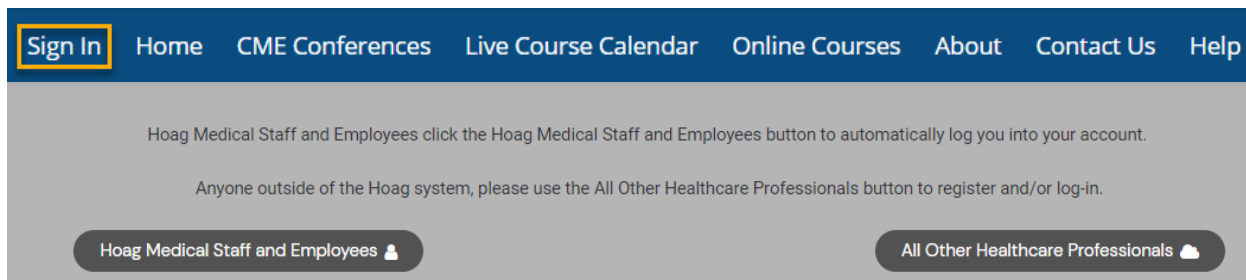 Sign In Home CME Conferences Live Course Calendar Online Courses About Contact Us Help
Hoag Medical Staff and Employees click the Hoag Medical Staff and Employees button to automatically log you into your account.
Anyone outside of the Hoag system, please use the All Other Healthcare Professionals button to register and/or log-in.
Hoag Medical Staff and Employees
All Other Healthcare Professionals